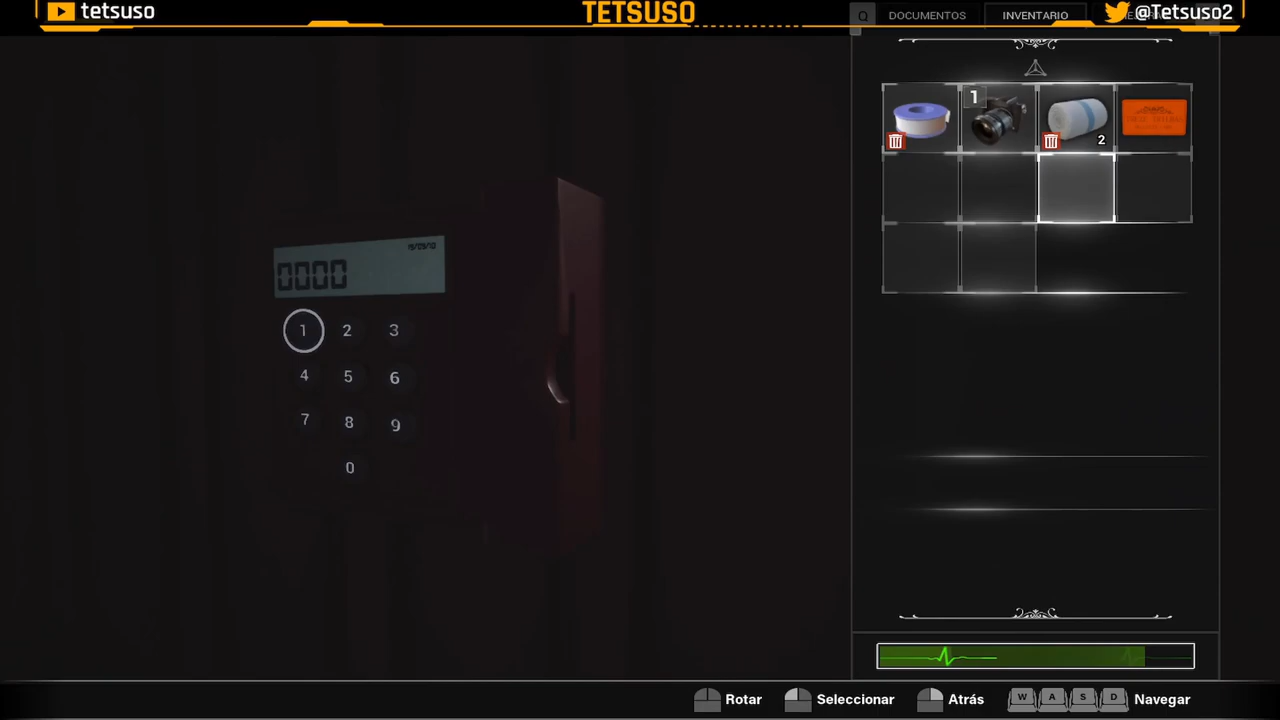 tetsuso
TETSUSO
@Tetsuso2
Q
DOCUMENTOS
INVENTARIO
1
2
0000
1 2 3
4 5 6
7 8 9
0
Rotar
Seleccionar
Atrás
W A S D
Navegar